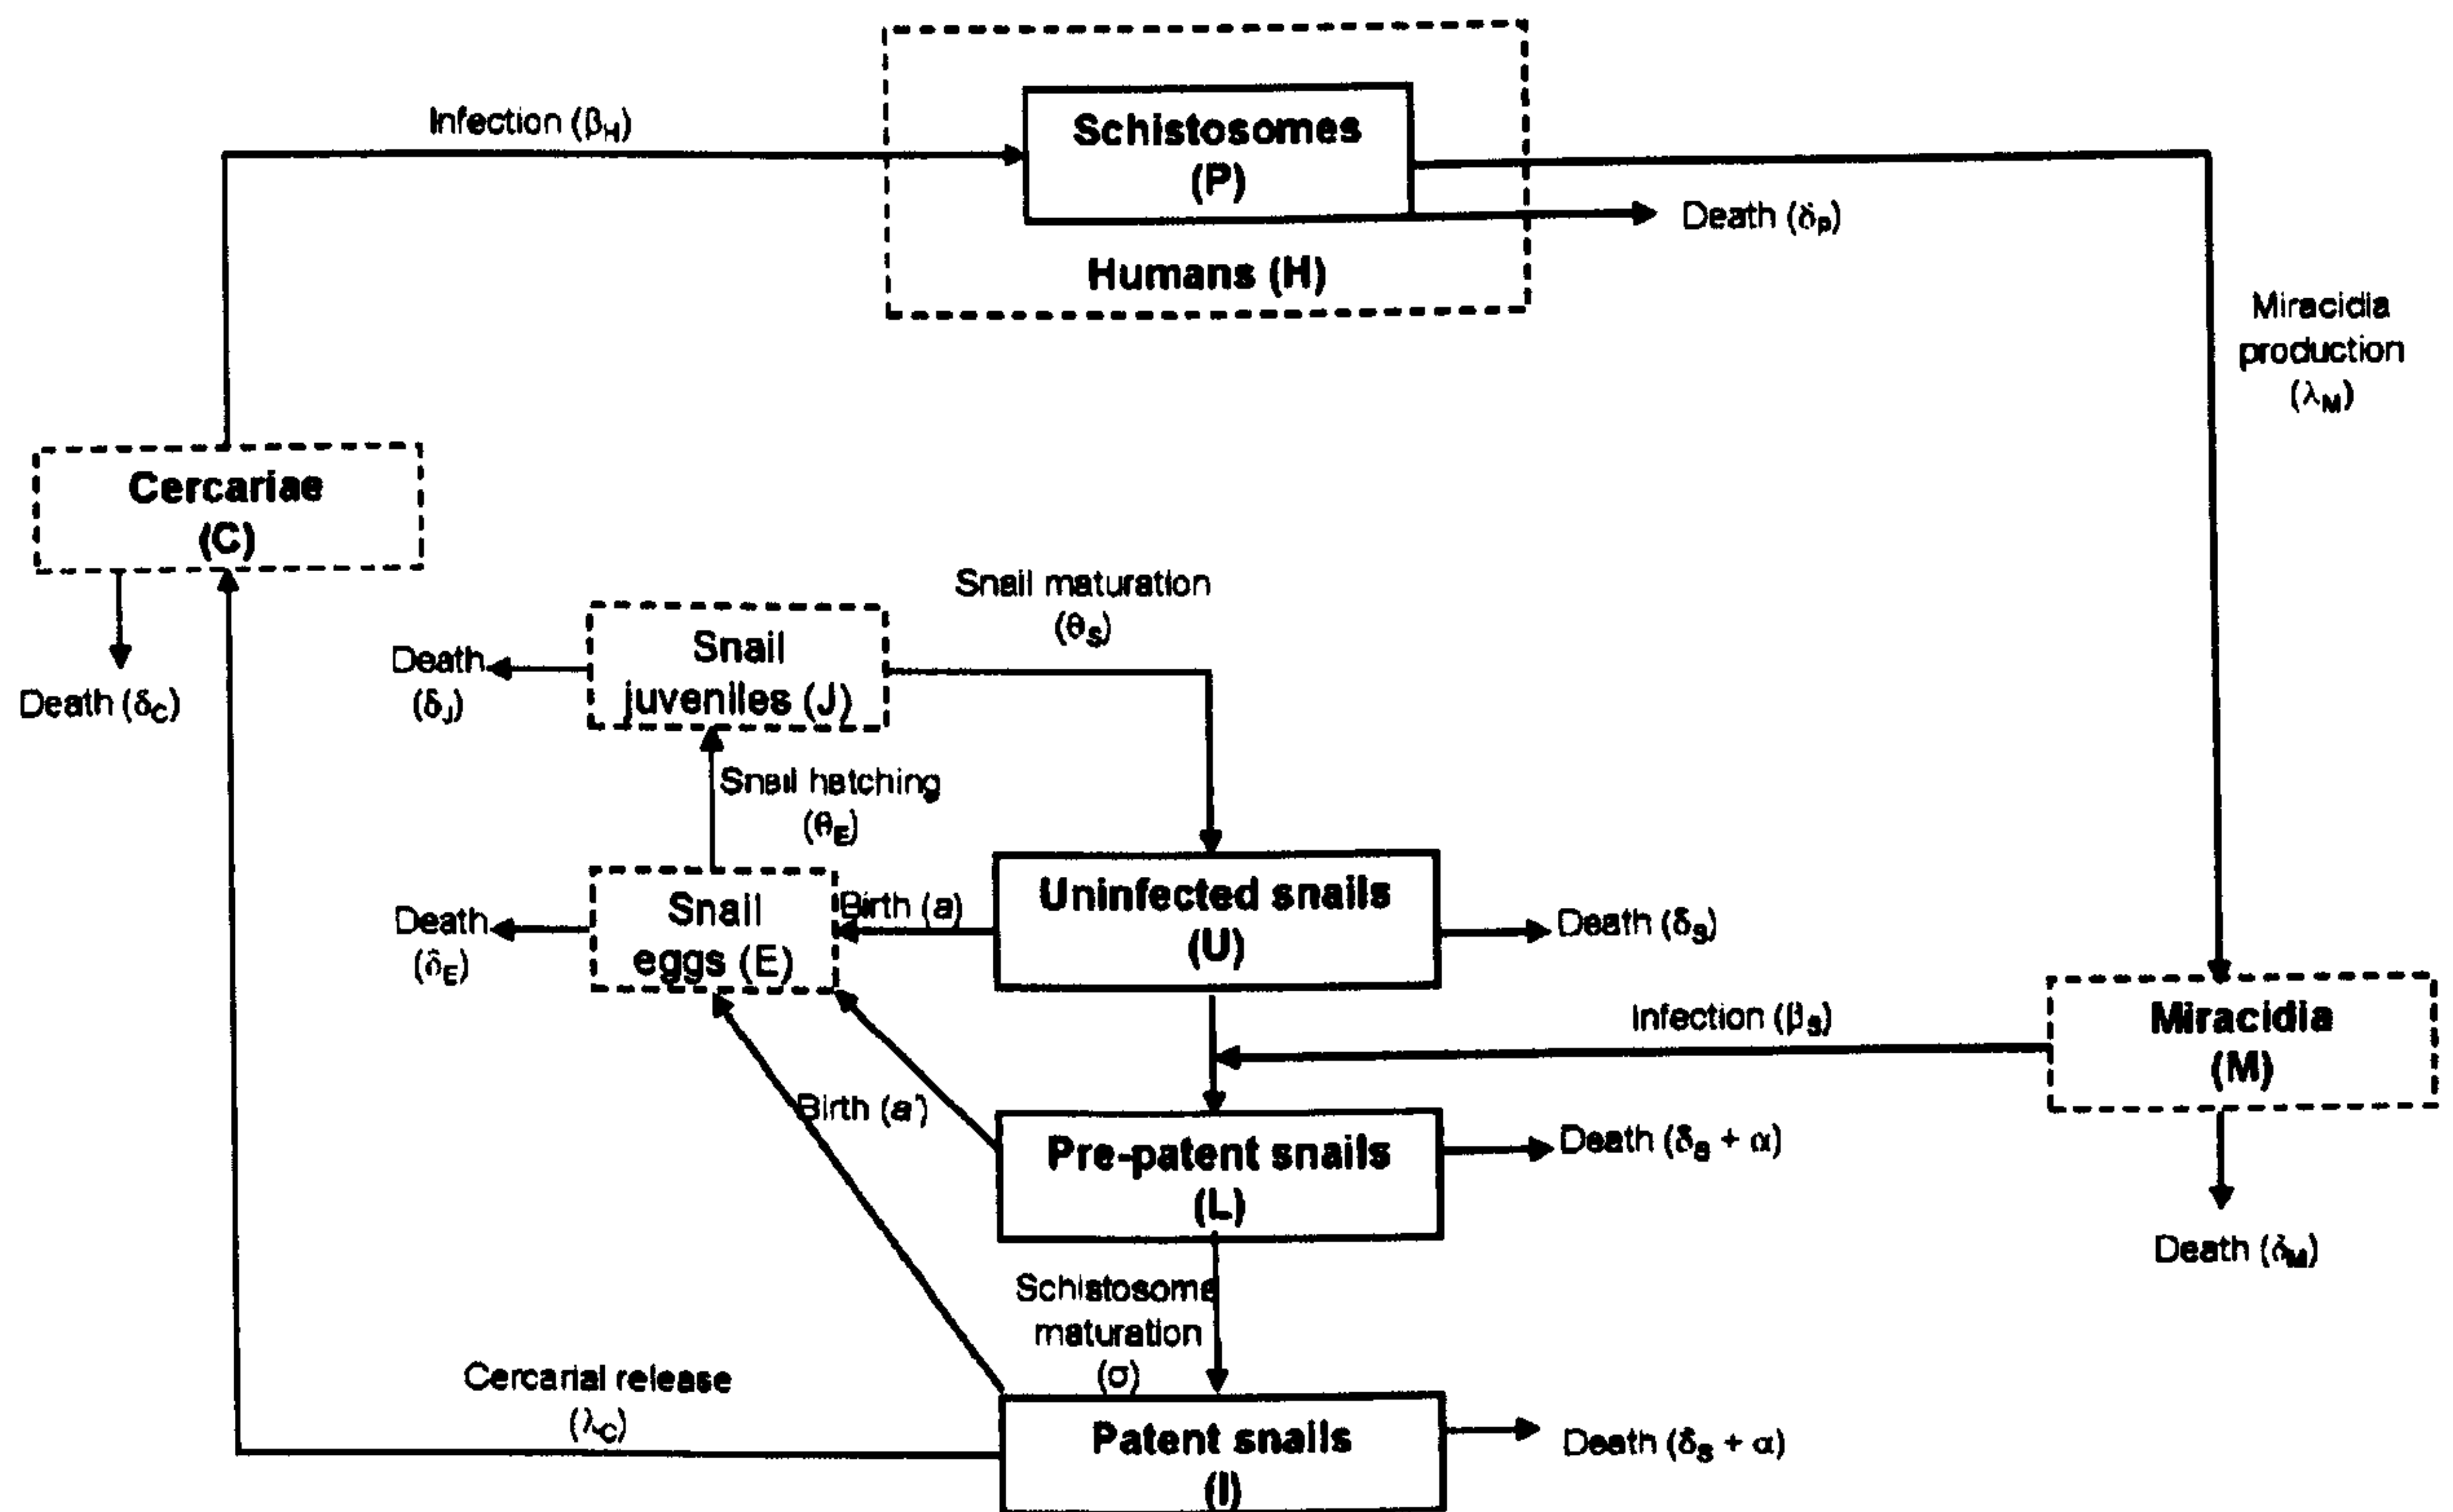 Infection (βH)
Schistosomes
(P)
Death (δP)
Humans (H)
Miracidia
production
(λM)
Cercariae
(C)
Death (δC)
Snail maturation
(θS)
Snail
juveniles (J)
Death
(δJ)
Snail hatching
(θE)
Snail
eggs (E)
Death
(δE)
Birth (a)
Uninfected snails
(U)
Death (δS)
Infection (βS)
Miracidia
(M)
Death (δM)
Birth (a')
Pre-patent snails
(L)
Death (δS + α)
Schistosome
maturation
(σ)
Cercarial release
(λC)
Patent snails
(I)
Death (δS + α)